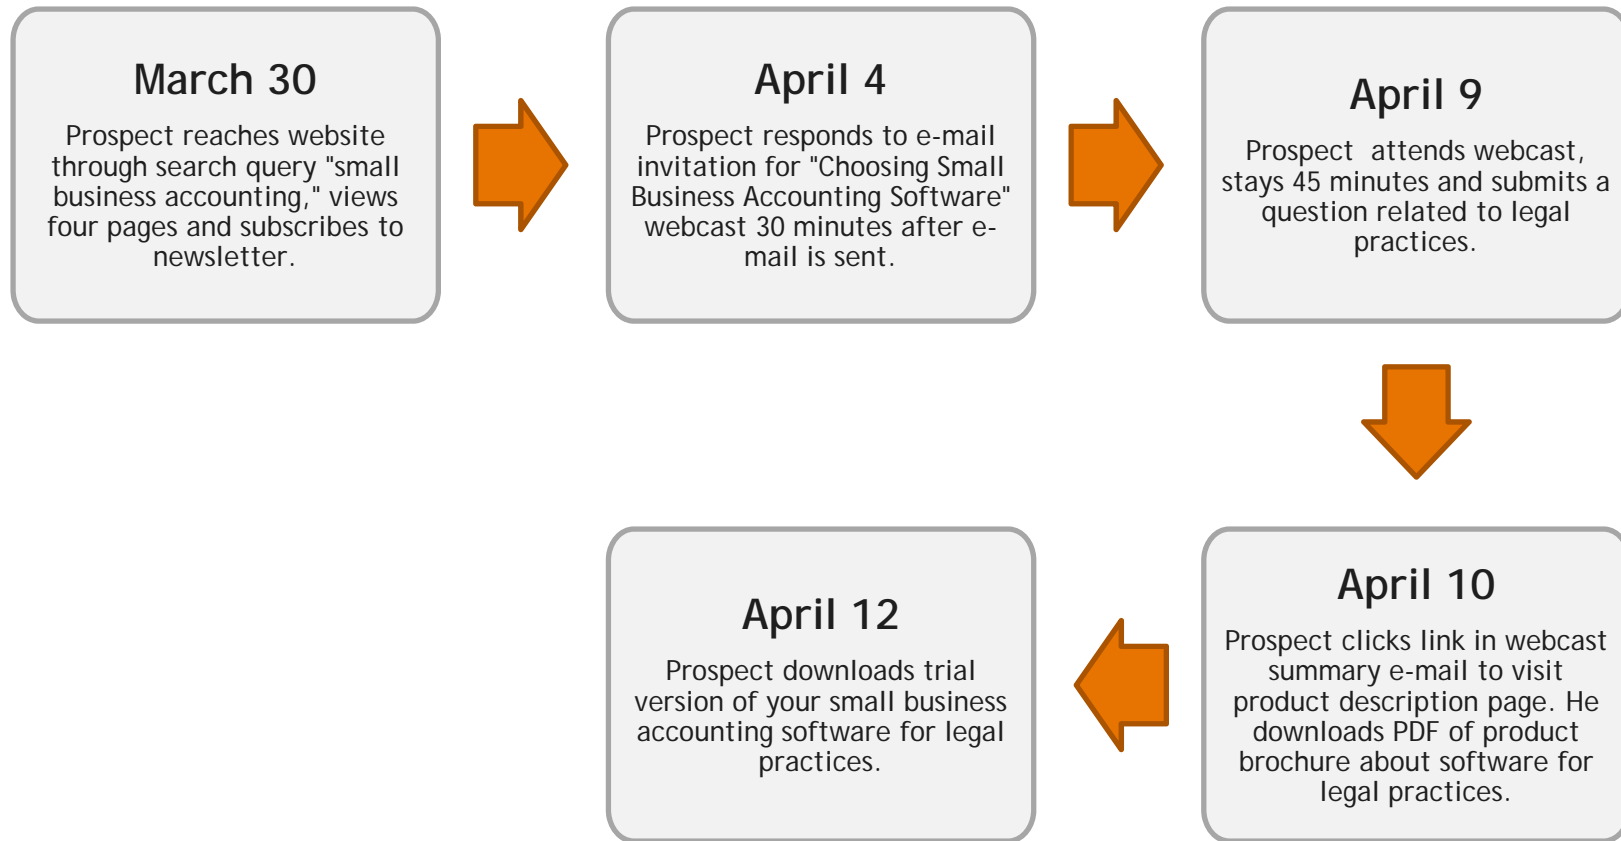 March 30
Prospect reaches website
through search query "small
business accounting," views
four pages and subscribes to
newsletter.
April 4
Prospect responds to e-mail
invitation for "Choosing Small
Business Accounting Software"
webcast 30 minutes after e-
mail is sent.
April 9
Prospect  attends webcast,
stays 45 minutes and submits a
question related to legal
practices.
April 10
Prospect clicks link in webcast
summary e-mail to visit
product description page. He
downloads PDF of product
brochure about software for
legal practices.
April 12
Prospect downloads trial
version of your small business
accounting software for legal
practices.